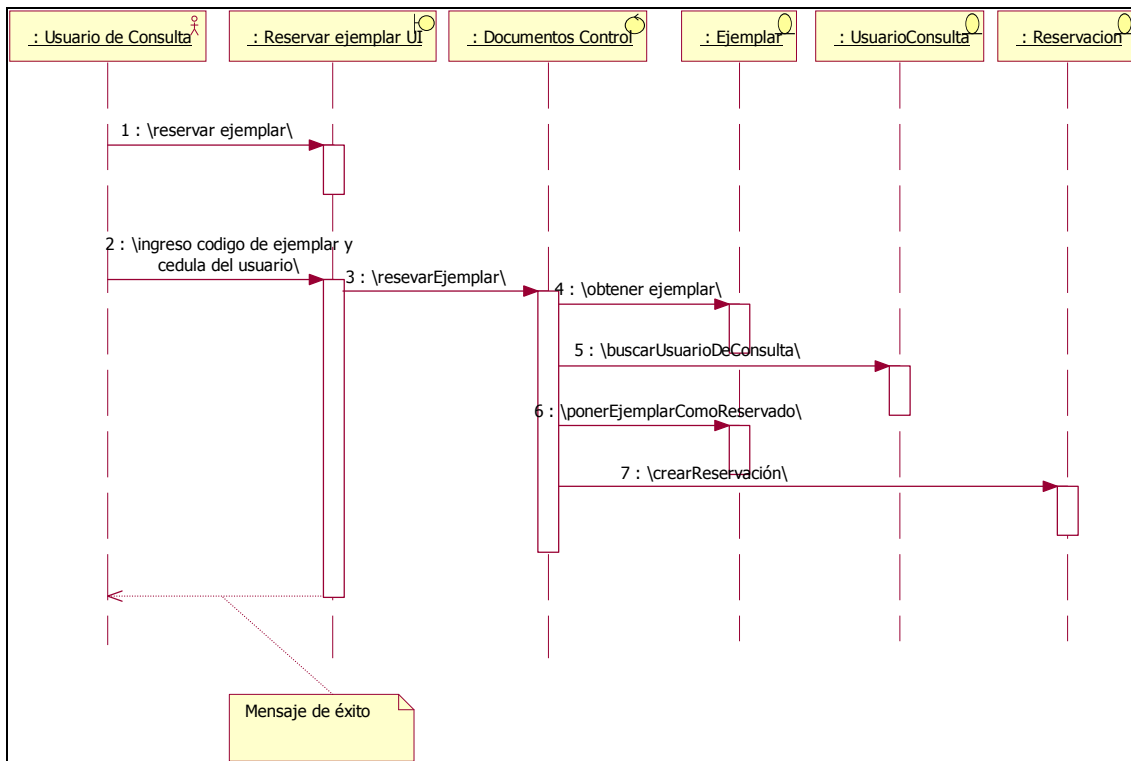 : Usuario de Consulta
: Reservar ejemplar UI
: Documentos Control
: Ejemplar
: UsuarioConsulta
: Reservacion
1 : \reservar ejemplar\
2 : \ingreso codigo de ejemplar y
cedula del usuario\
3 : \resevarEjemplar\
4 : \obtener ejemplar\
5 : \buscarUsuarioDeConsulta\
6 : \ponerEjemplarComoReservado\
7 : \crearReservación\
Mensaje de éxito